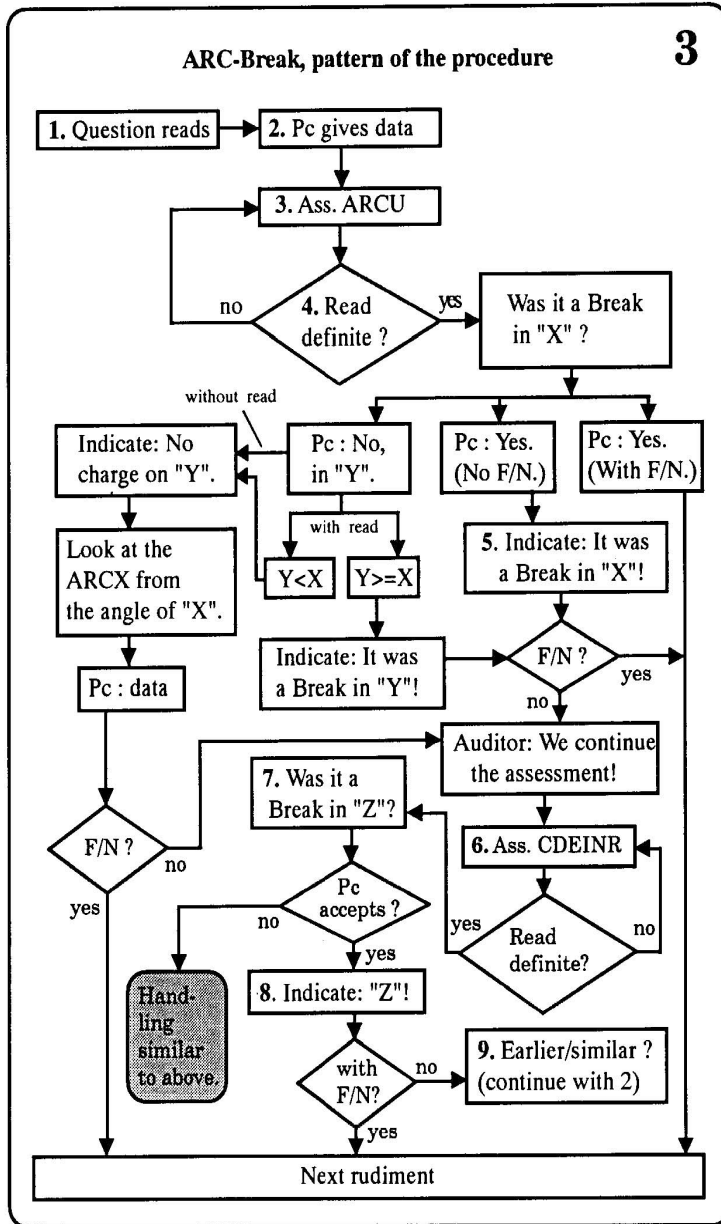 ARC-Break, pattern of the procedure
3
1. Question reads
2. Pc gives data
3. Ass. ARCU
4. Read
definite ?
no
yes
Was it a Break
in "X" ?
without read
Indicate: No
charge on "Y".
Pc : No,
in "Y".
Pc : Yes.
(No F/N.)
Pc : Yes.
(With F/N.)
with read
Y<X
Y>=X
5. Indicate: It was
a Break in "X"!
Look at the
ARCX from
the angle of "X".
Indicate: It was
a Break in "Y"!
F/N ?
yes
no
Pc : data
Auditor: We continue
the assessment!
7. Was it a
Break in "Z"?
F/N ?
no
yes
6. Ass. CDEINR
Pc
accepts ?
no
yes
Read
definite?
yes
no
Hand-
ling
similar
to above.
8. Indicate: "Z"!
with
F/N?
no
yes
9. Earlier/similar ?
(continue with 2)
Next rudiment